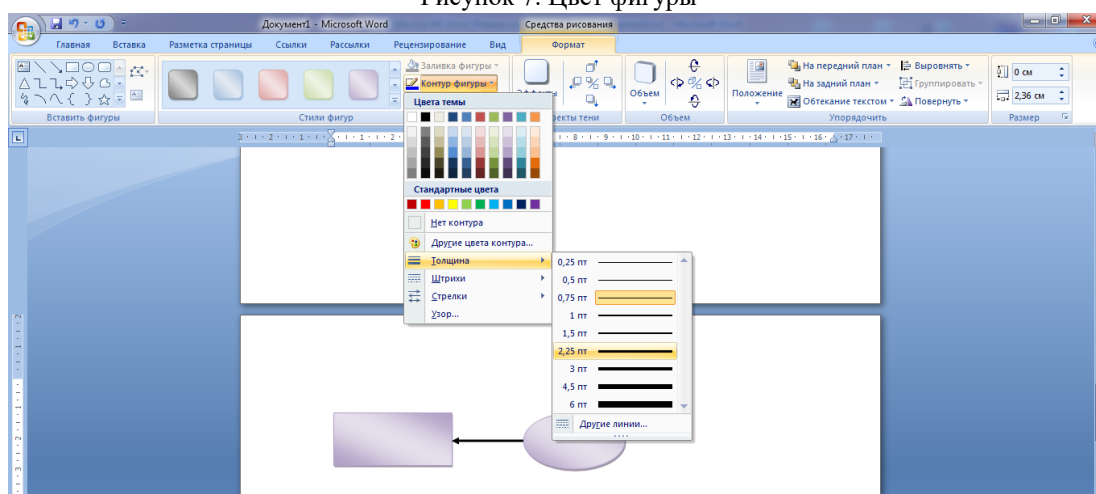 Рисунок 7. Цвет фигуры
Документ1 - Microsoft Word
Средства рисования
Главная Вставка Разметка страницы Ссылки Рассылки Рецензирование Вид Формат
Заливка фигуры
Контур фигуры
Объем
Положение
На передний план
На задний план
Обтекание текстом
Выровнять
Группировать
Повернуть
0 см
2,36 см
Вставить фигуры
Стили фигур
Объем
Упорядочить
Размер
Цвета темы
Стандартные цвета
Нет контура
Другие цвета контура...
Толщина
Штрихи
Стрелки
Узор...
0,25 пт
0,5 пт
0,75 пт
1 пт
1,5 пт
2,25 пт
3 пт
4,5 пт
6 пт
Другие линии...